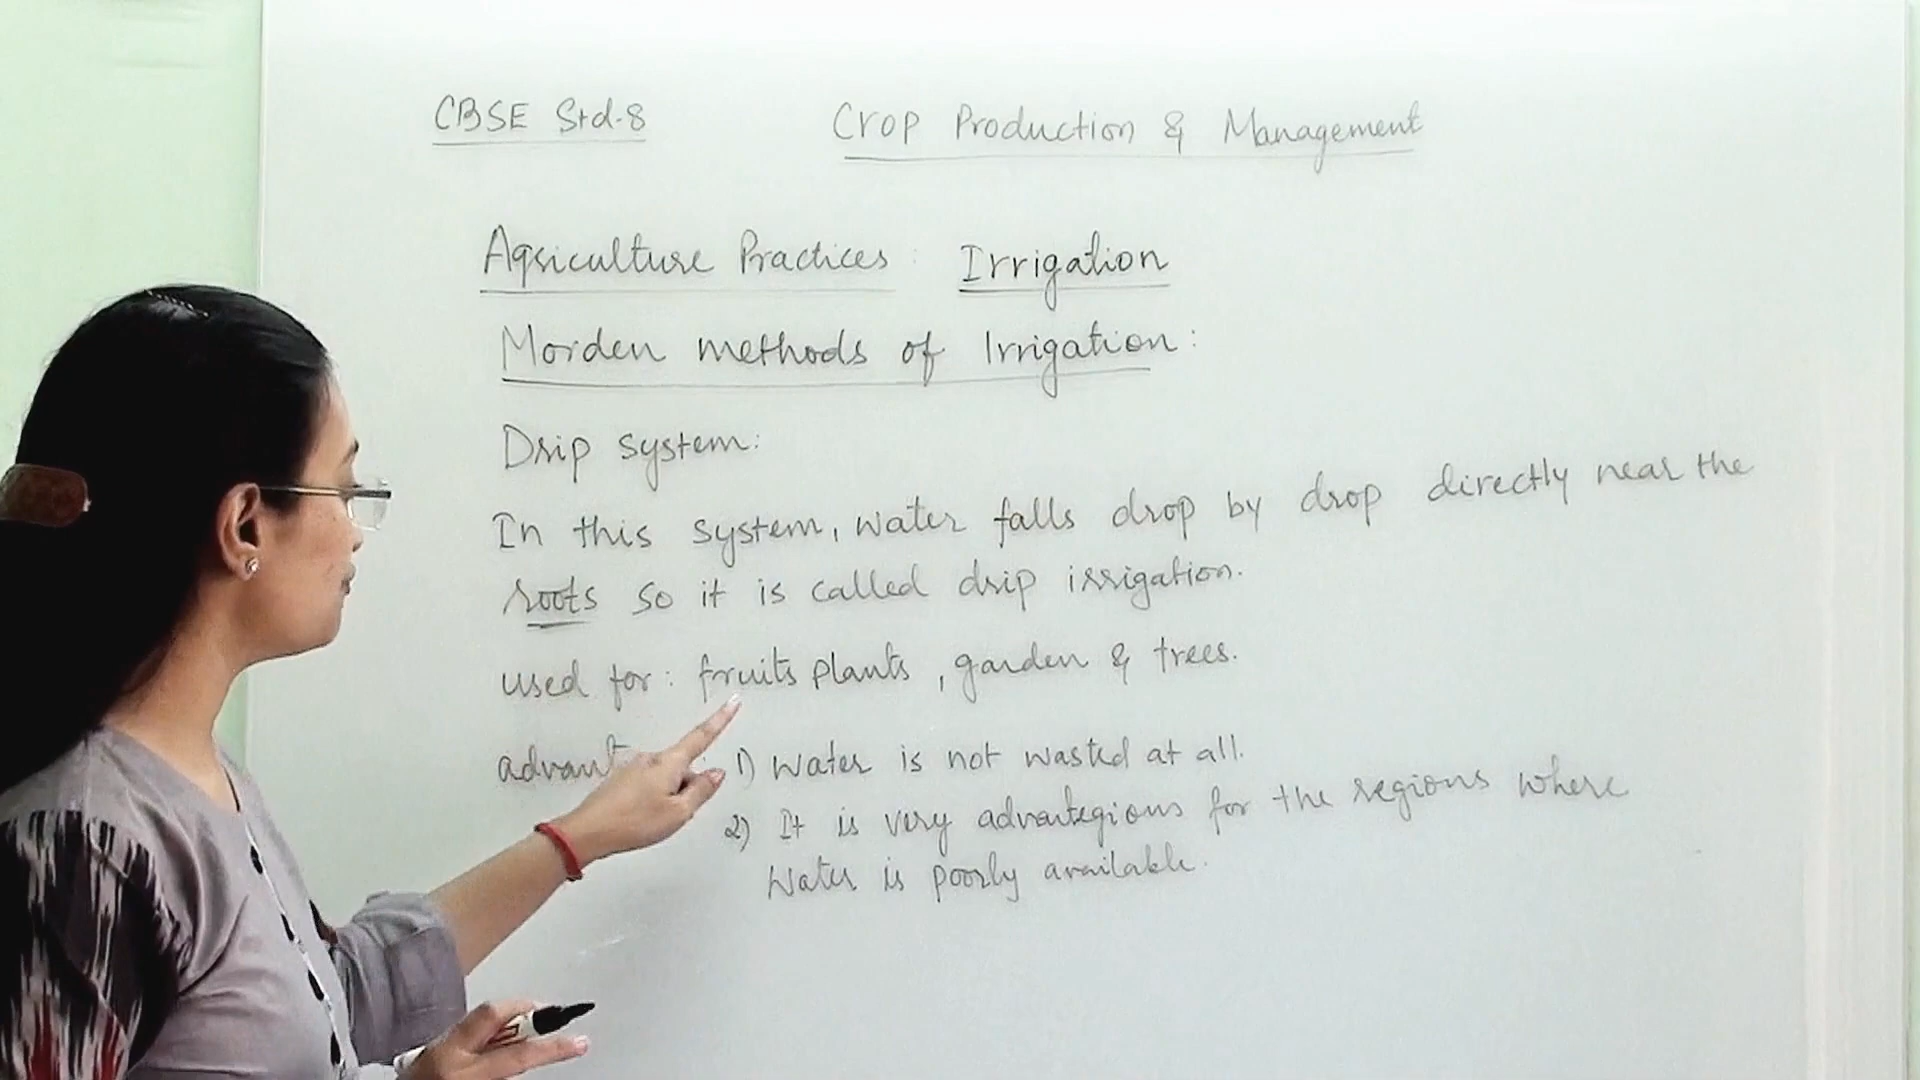 CBSE Std-8
Crop Production & Management
Agriculture Practices : Irrigation
Morden methods of Irrigation:
Drip system:
In this system, water falls drop by drop directly near the
roots so it is called drip irrigation.
used for: fruits plants, garden & trees.
1) Water is not wasted at all.
2) It is very advantegious for the regions where
Water is poorly available.